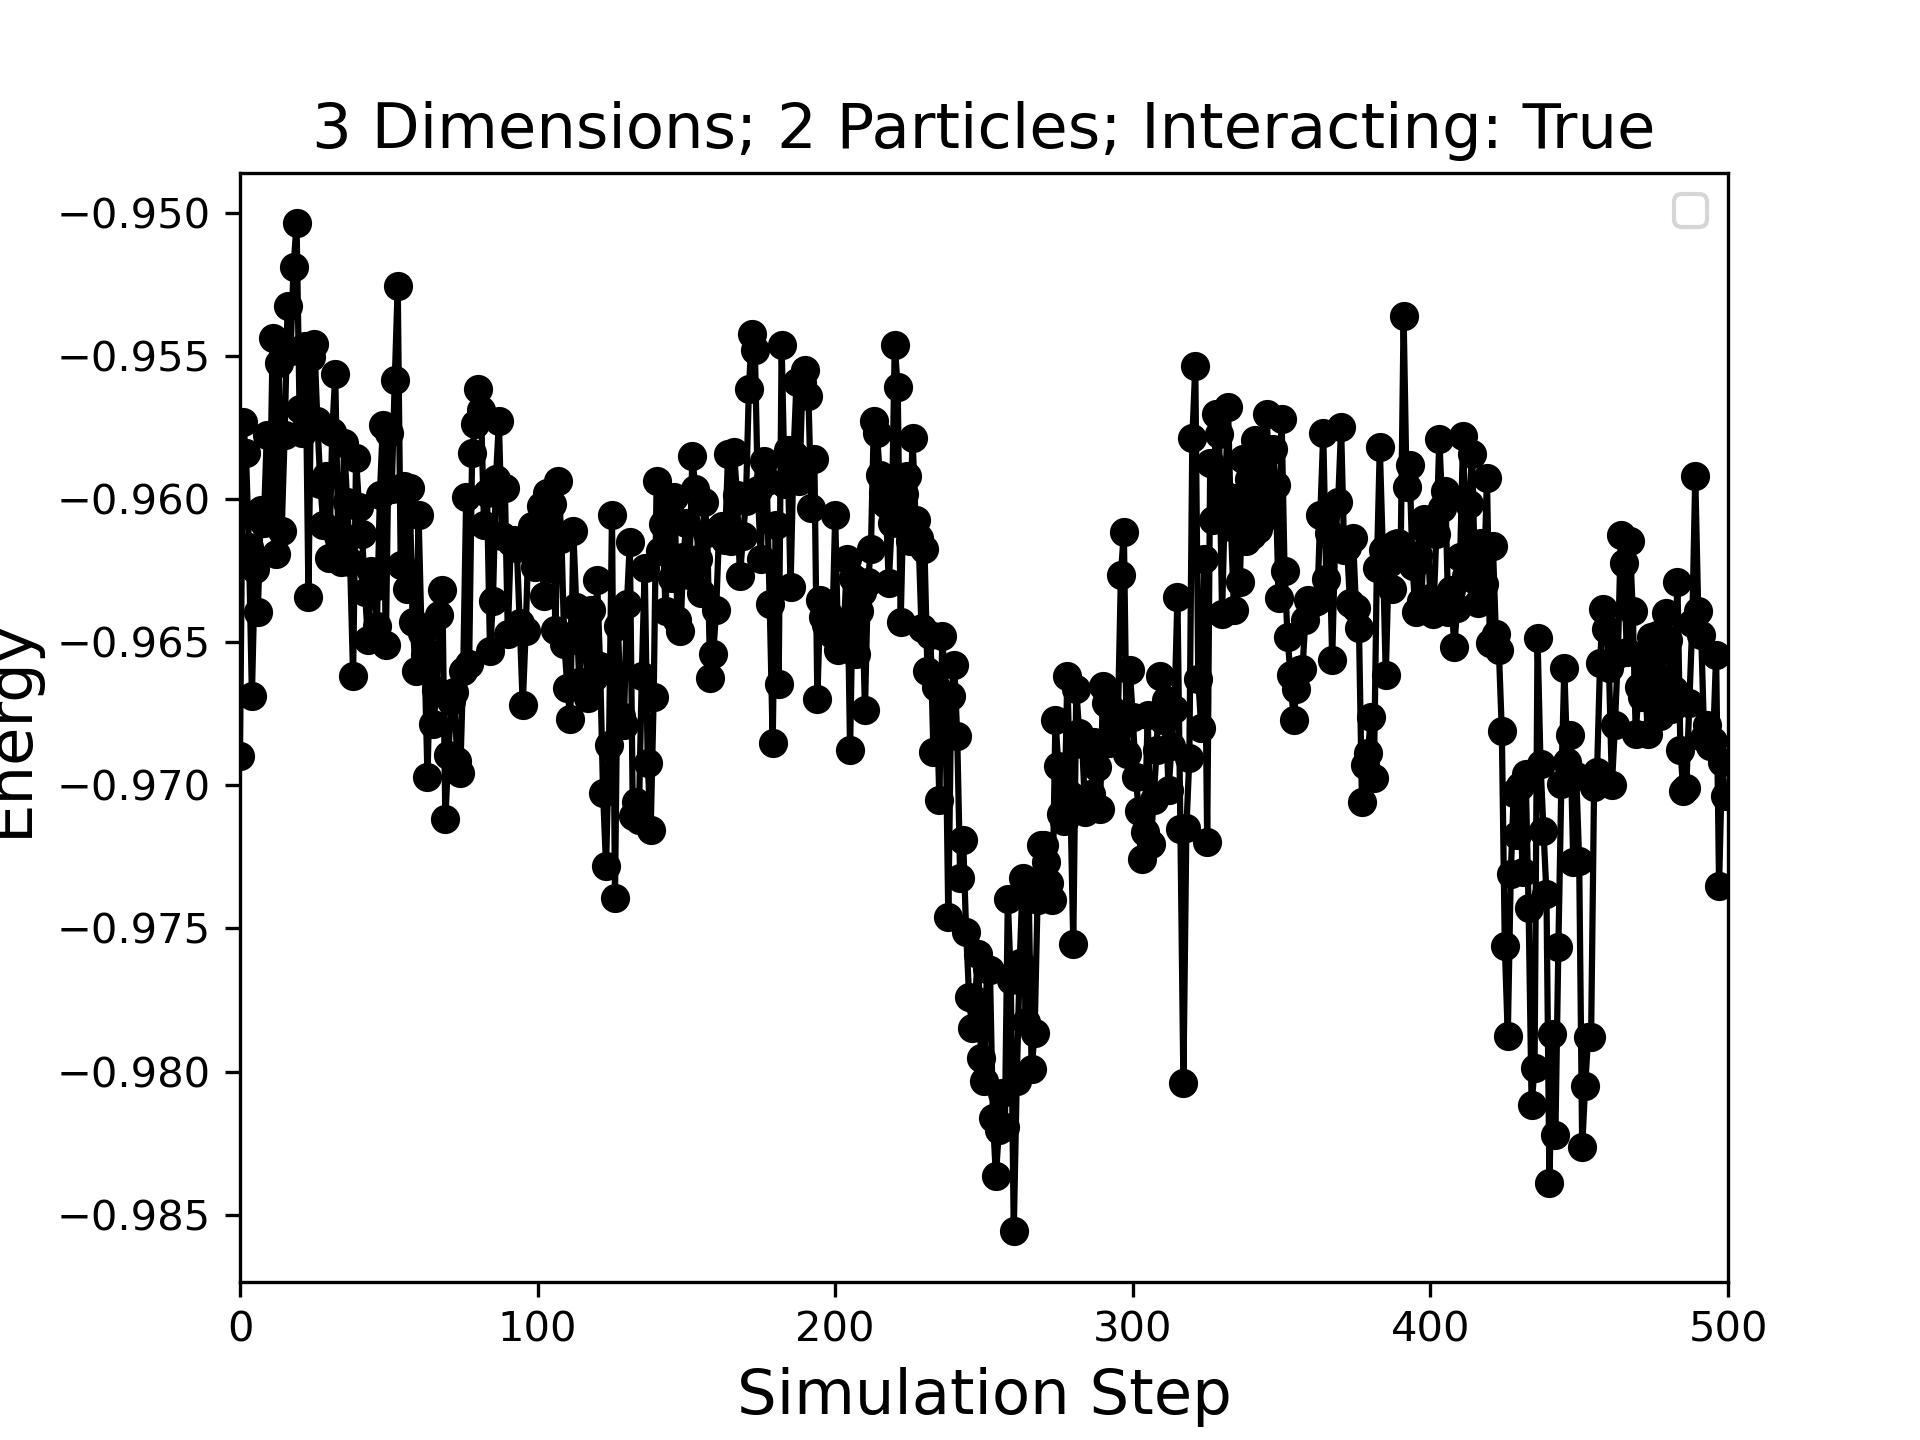 3 Dimensions; 2 Particles; Interacting: True
−0.950
−0.955
−0.960
−0.965
−0.970
−0.975
−0.980
−0.985
Energy
0 100 200 300 400 500
Simulation Step